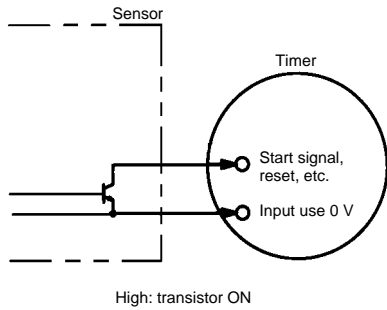 Sensor
Timer
Start signal,
reset, etc.
Input use 0 V
High: transistor ON